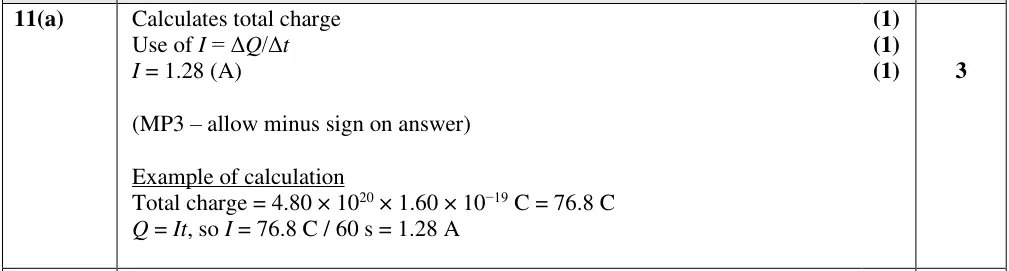 11(a)
Calculates total charge (1)
Use of I = ΔQ/Δt (1)
I = 1.28 (A) (1) 3
(MP3 – allow minus sign on answer)
Example of calculation
Total charge = 4.80 × 10²⁰ × 1.60 × 10⁻¹⁹ C = 76.8 C
Q = It, so I = 76.8 C / 60 s = 1.28 A